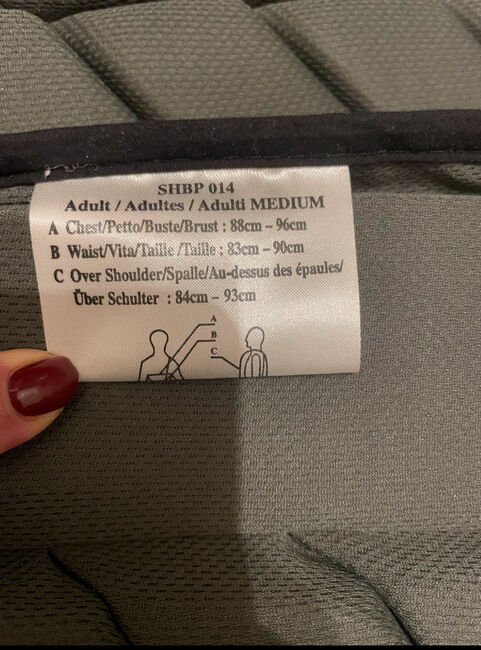 SHBP 014
Adult / Adultes / Adulti MEDIUM
A Chest/Petto/Buste/Brust : 88cm – 96cm
B Waist/Vita/Taille /Taille : 83cm – 90cm
C Over Shoulder/Spalle/Au-dessus des épaules/
Über Schulter : 84cm – 93cm
A
B
C